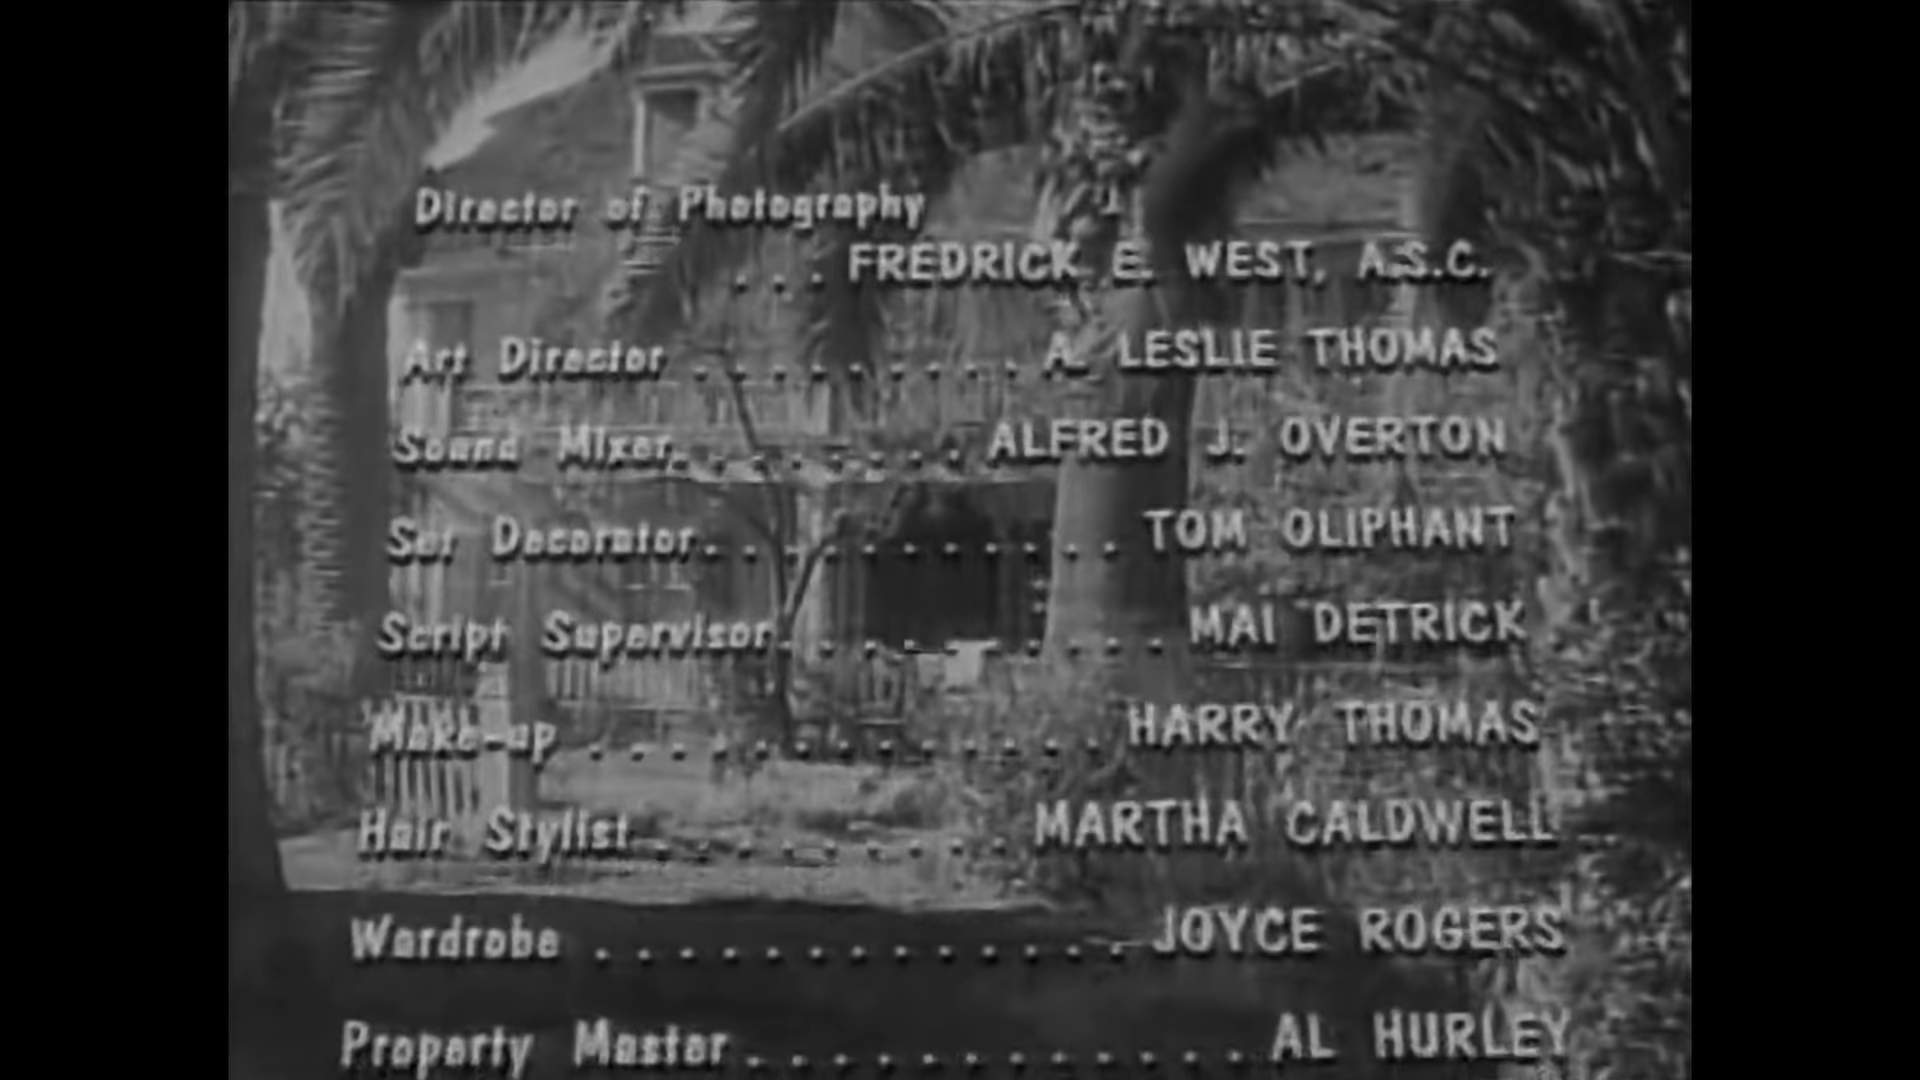 Director of Photography
. . . FREDRICK E. WEST, A.S.C.
Art Director . . . . . . . . . A. LESLIE THOMAS
Sound Mixer . . . . . . . . ALFRED J. OVERTON
Set Decorator . . . . . . . . . . . TOM OLIPHANT
Script Supervisor . . . . . . . . . . MAI DETRICK
Make-up . . . . . . . . . . . . . HARRY THOMAS
Hair Stylist . . . . . . . . . MARTHA CALDWELL
Wardrobe . . . . . . . . . . . . . JOYCE ROGERS
Property Master . . . . . . . . . . . . AL HURLEY